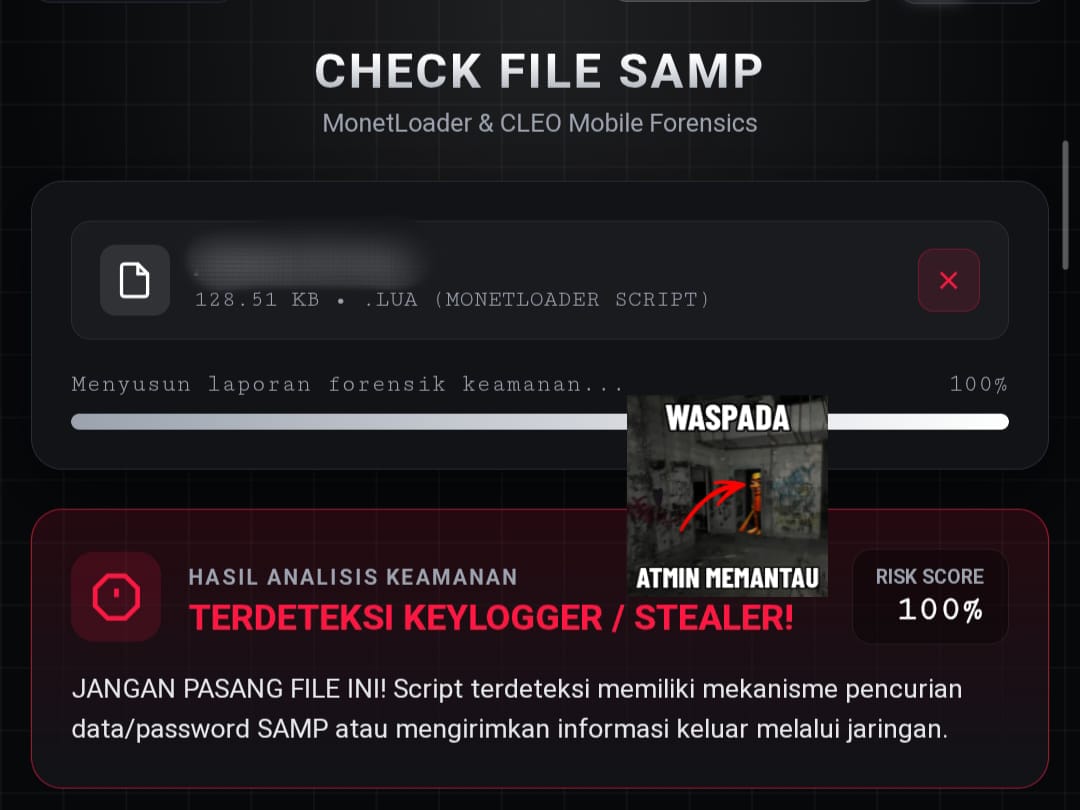 CHECK FILE SAMP
MonetLoader & CLEO Mobile Forensics
128.51 KB • .LUA (MONETLOADER SCRIPT)
Menyusun laporan forensik keamanan... 100%
WASPADA
ATMIN MEMANTAU
HASIL ANALISIS KEAMANAN
TERDETEKSI KEYLOGGER / STEALER!
RISK SCORE
100%
JANGAN PASANG FILE INI! Script terdeteksi memiliki mekanisme pencurian
data/password SAMP atau mengirimkan informasi keluar melalui jaringan.